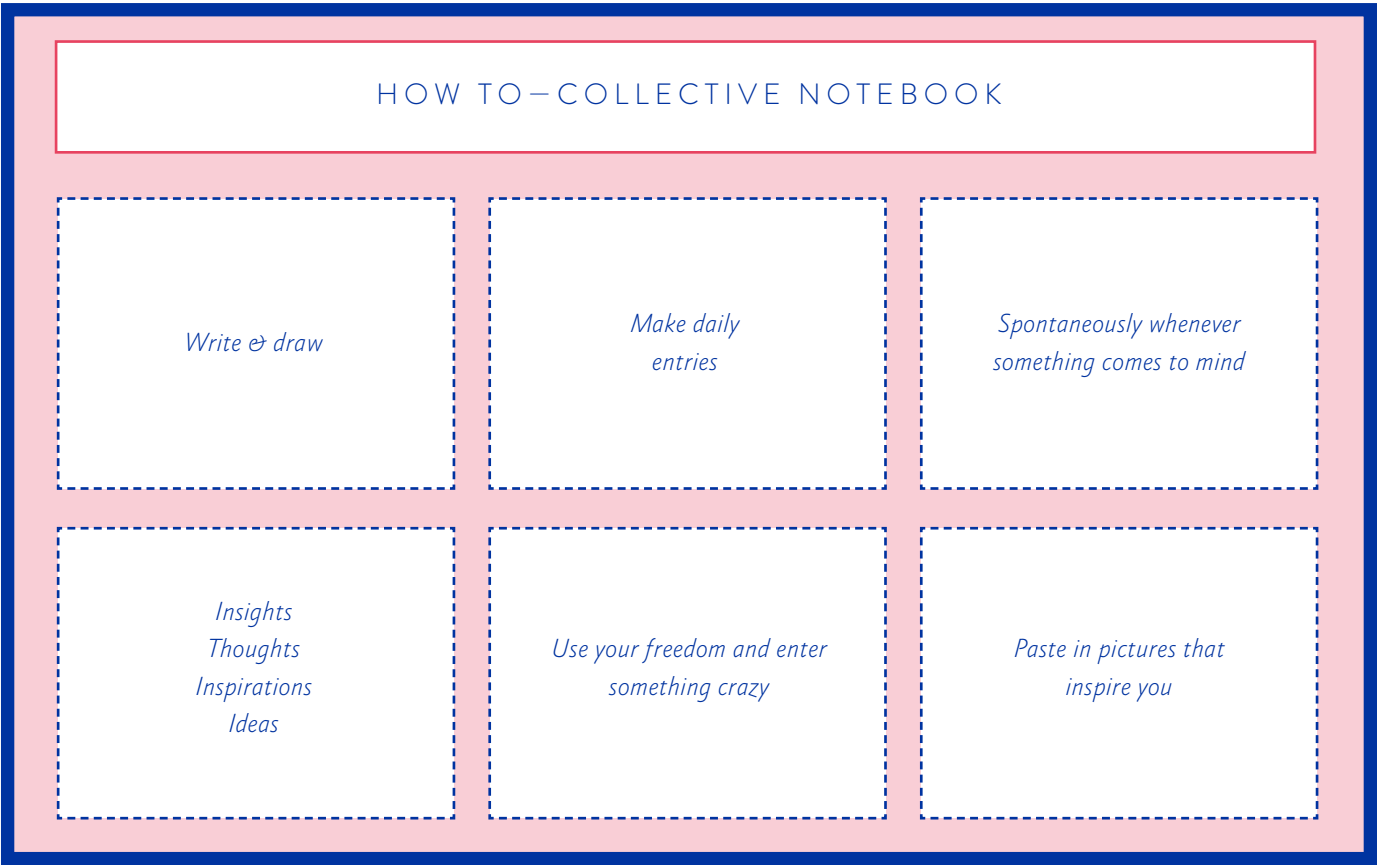 HOW TO—COLLECTIVE NOTEBOOK
Write & draw
Make daily
entries
Spontaneously whenever
something comes to mind
Insights
Thoughts
Inspirations
Ideas
Use your freedom and enter
something crazy
Paste in pictures that
inspire you